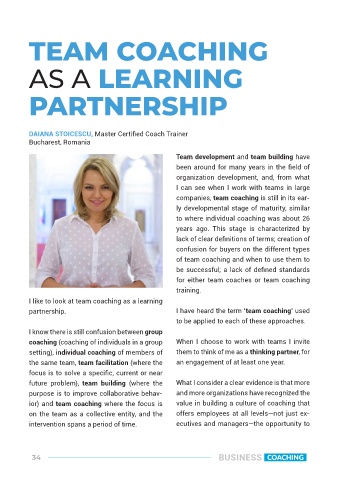 TEAM COACHING
AS A LEARNING
PARTNERSHIP
DAIANA STOICESCU, Master Certified Coach Trainer
Bucharest, Romania
I like to look at team coaching as a learning
partnership.
I know there is still confusion between group
coaching (coaching of individuals in a group
setting), individual coaching of members of
the same team, team facilitation (where the
focus is to solve a specific, current or near
future problem), team building (where the
purpose is to improve collaborative behav-
ior) and team coaching where the focus is
on the team as a collective entity, and the
intervention spans a period of time.
Team development and team building have
been around for many years in the field of
organization development, and, from what
I can see when I work with teams in large
companies, team coaching is still in its ear-
ly developmental stage of maturity, similar
to where individual coaching was about 26
years ago. This stage is characterized by
lack of clear definitions of terms; creation of
confusion for buyers on the different types
of team coaching and when to use them to
be successful; a lack of defined standards
for either team coaches or team coaching
training.
I have heard the term "team coaching" used
to be applied to each of these approaches.
When I choose to work with teams I invite
them to think of me as a thinking partner, for
an engagement of at least one year.
What I consider a clear evidence is that more
and more organizations have recognized the
value in building a culture of coaching that
offers employees at all levels—not just ex-
ecutives and managers—the opportunity to
34
BUSINESS COACHING